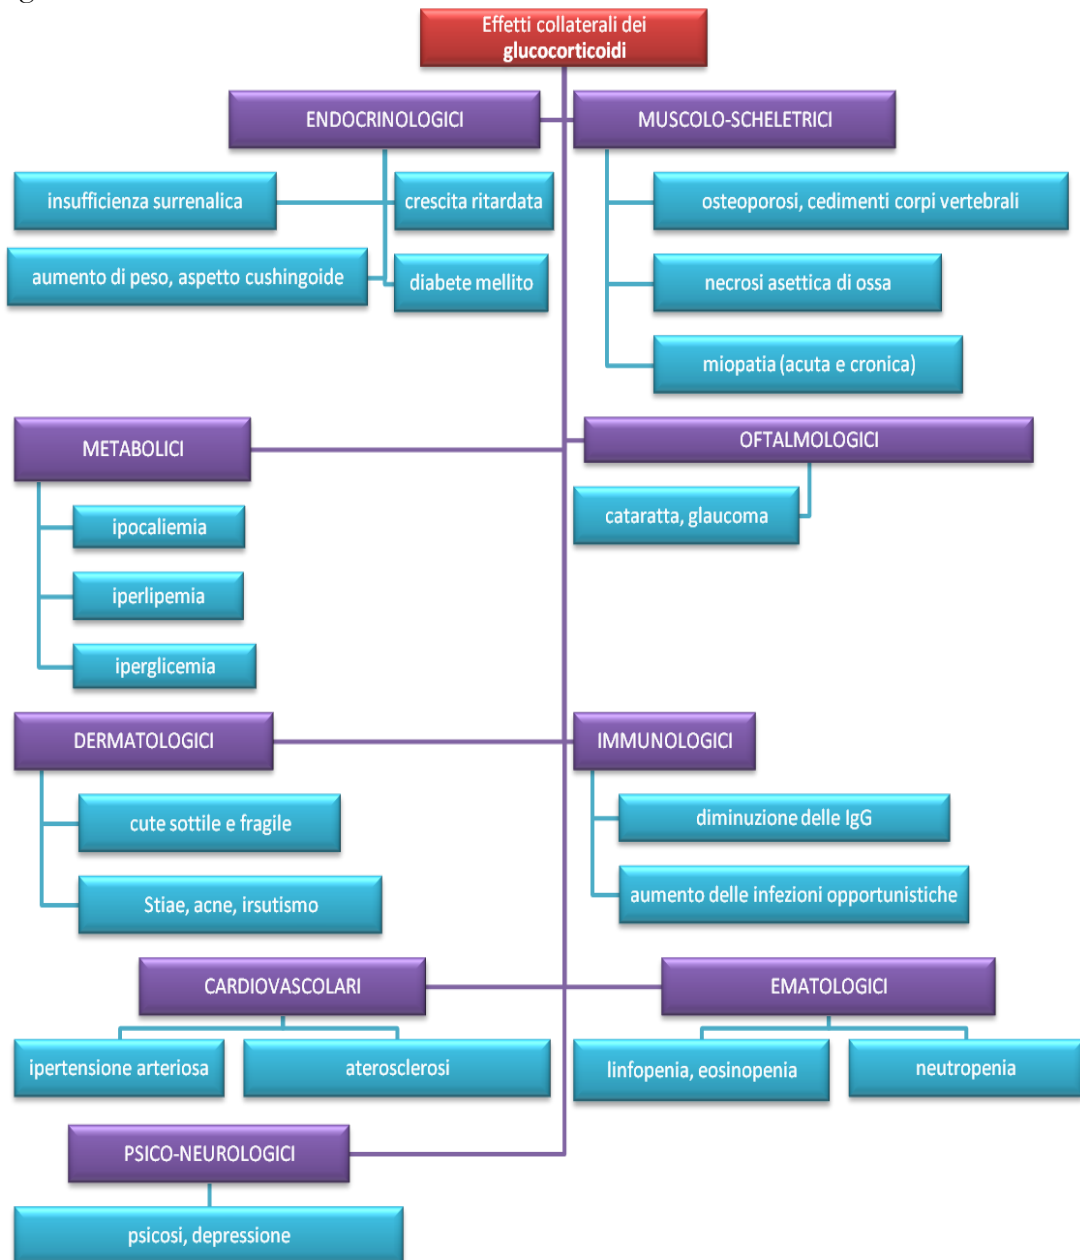 Effetti collaterali dei
glucocorticoidi
ENDOCRINOLOGICI
MUSCOLO-SCHELETRICI
insufficienza surrenalica
crescita ritardata
osteoporosi, cedimenti corpi vertebrali
aumento di peso, aspetto cushingoide
diabete mellito
necrosi asettica di ossa
miopatia (acuta e cronica)
METABOLICI
OFTALMOLOGICI
ipocaliemia
cataratta, glaucoma
iperlipemia
iperglicemia
DERMATOLOGICI
IMMUNOLOGICI
cute sottile e fragile
diminuzione delle IgG
Stiae, acne, irsutismo
aumento delle infezioni opportunistiche
CARDIOVASCOLARI
EMATOLOGICI
ipertensione arteriosa
aterosclerosi
linfopenia, eosinopenia
neutropenia
PSICO-NEUROLOGICI
psicosi, depressione